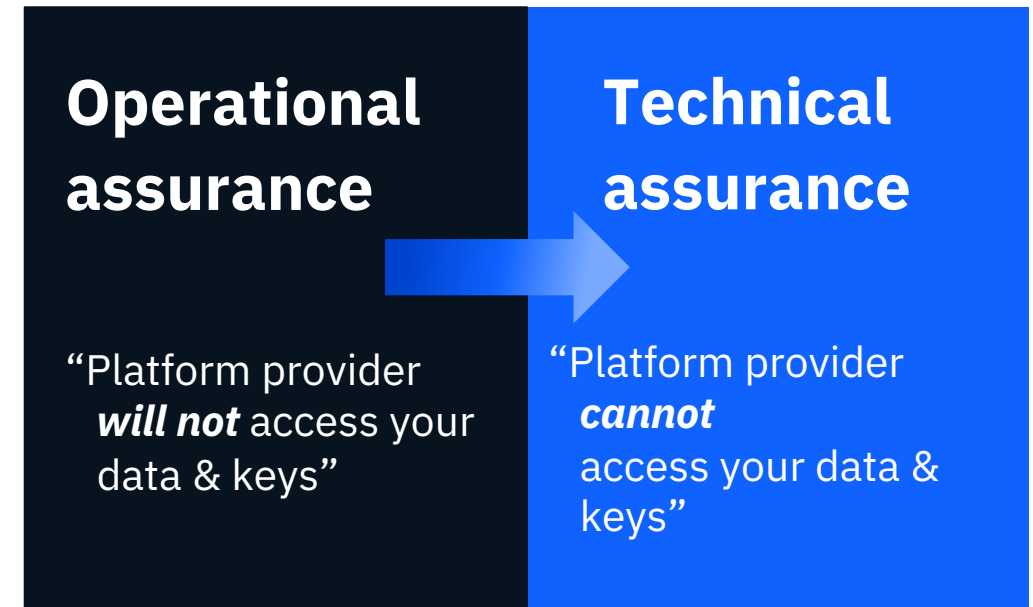 Operational
assurance
Technical
assurance
“Platform provider
will not access your
data & keys”
“Platform provider
cannot
access your data &
keys”